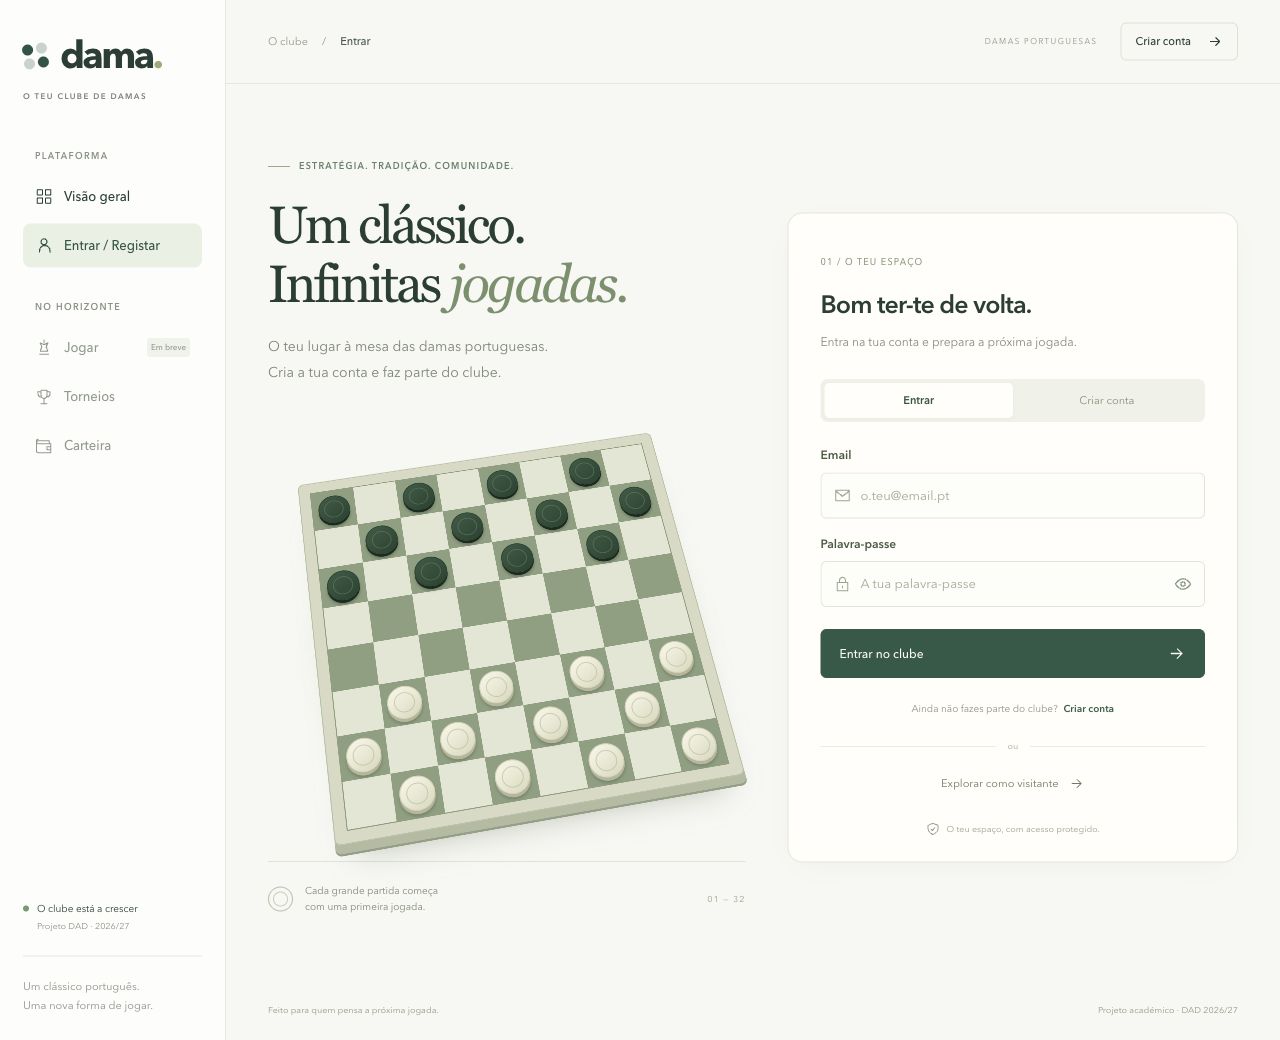 dama.
O TEU CLUBE DE DAMAS
PLATAFORMA
Visão geral
Entrar / Registar
NO HORIZONTE
Jogar
Em breve
Torneios
Carteira
O clube está a crescer
Projeto DAD · 2026/27
Um clássico português.
Uma nova forma de jogar.
O clube / Entrar
DAMAS PORTUGUESAS
Criar conta
ESTRATÉGIA. TRADIÇÃO. COMUNIDADE.
Um clássico.
Infinitas jogadas.
O teu lugar à mesa das damas portuguesas.
Cria a tua conta e faz parte do clube.
Cada grande partida começa
com uma primeira jogada.
01 — 32
01 / O TEU ESPAÇO
Bom ter-te de volta.
Entra na tua conta e prepara a próxima jogada.
Entrar
Criar conta
Email
o.teu@email.pt
Palavra-passe
A tua palavra-passe
Entrar no clube
Ainda não fazes parte do clube? Criar conta
ou
Explorar como visitante
O teu espaço, com acesso protegido.
Feito para quem pensa a próxima jogada.
Projeto académico · DAD 2026/27